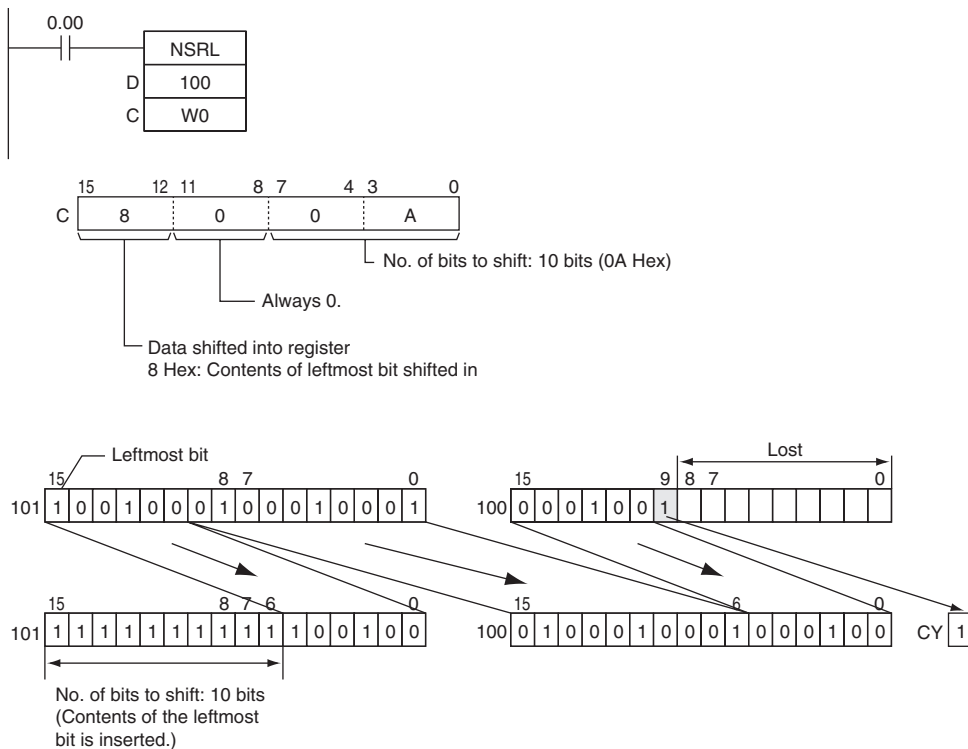 0.00
NSRL
D 100
C W0
15 12 11 8 7 4 3 0
C 8 0 0 A
No. of bits to shift: 10 bits (0A Hex)
Always 0.
Data shifted into register
8 Hex: Contents of leftmost bit shifted in
Leftmost bit
Lost
15 8 7 0 15 9 8 7 0
101 1 0 0 1 0 0 0 1 0 0 0 1 0 0 0 1 100 0 0 0 1 0 0 1
15 8 7 6 0 15 6 0
101 1 1 1 1 1 1 1 1 1 1 1 0 0 1 0 0 100 0 1 0 0 0 1 0 0 0 1 0 0 0 1 0 0 CY 1
No. of bits to shift: 10 bits
(Contents of the leftmost
bit is inserted.)